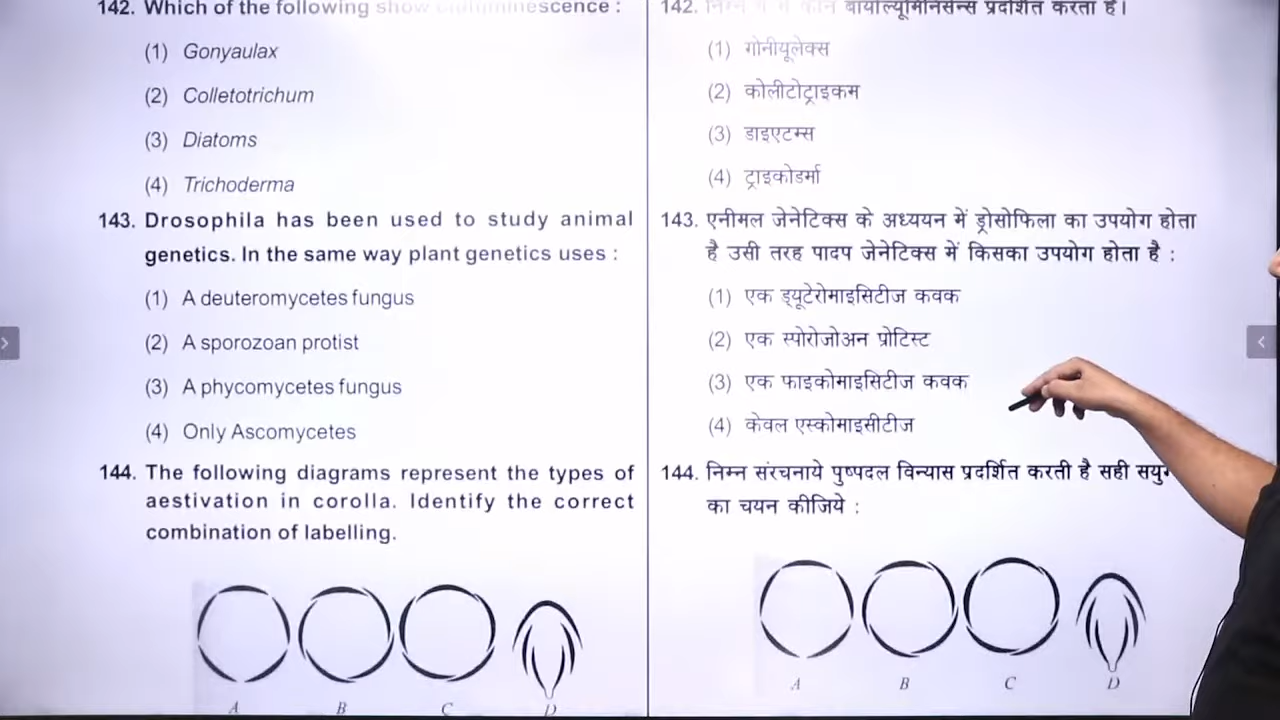 142. Which of the following show
(1) Gonyaulax
(2) Colletotrichum
(3) Diatoms
(4) Trichoderma
143. Drosophila has been used to study animal
genetics. In the same way plant genetics uses :
(1) A deuteromycetes fungus
(2) A sporozoan protist
(3) A phycomycetes fungus
(4) Only Ascomycetes
144. The following diagrams represent the types of
aestivation in corolla. Identify the correct
combination of labelling.
A B C D
142. प्रदर्शित करता है।
(1) गोनीयूलेक्स
(2) कोलीटोट्राइकम
(3) डाइएटम्स
(4) ट्राइकोडर्मा
143. एनीमल जेनेटिक्स के अध्ययन में ड्रोसोफिला का उपयोग होता
है उसी तरह पादप जेनेटिक्स में किसका उपयोग होता है :
(1) एक ड्यूटेरोमाइसिटीज कवक
(2) एक स्पोरोजोअन प्रोटिस्ट
(3) एक फाइकोमाइसिटीज कवक
(4) केवल एस्कोमाइसीटीज
144. निम्न संरचनाये पुष्पदल विन्यास प्रदर्शित करती है सही
का चयन कीजिये :
A B C D